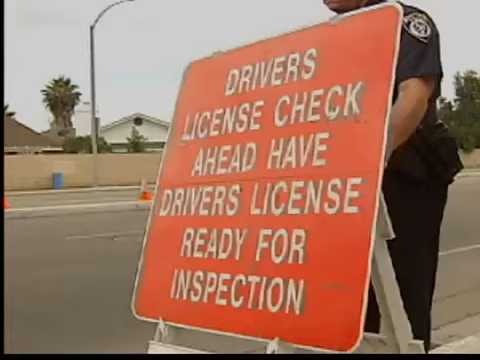 DRIVERS
LICENSE CHECK
AHEAD HAVE
DRIVERS LICENSE
READY FOR
INSPECTION